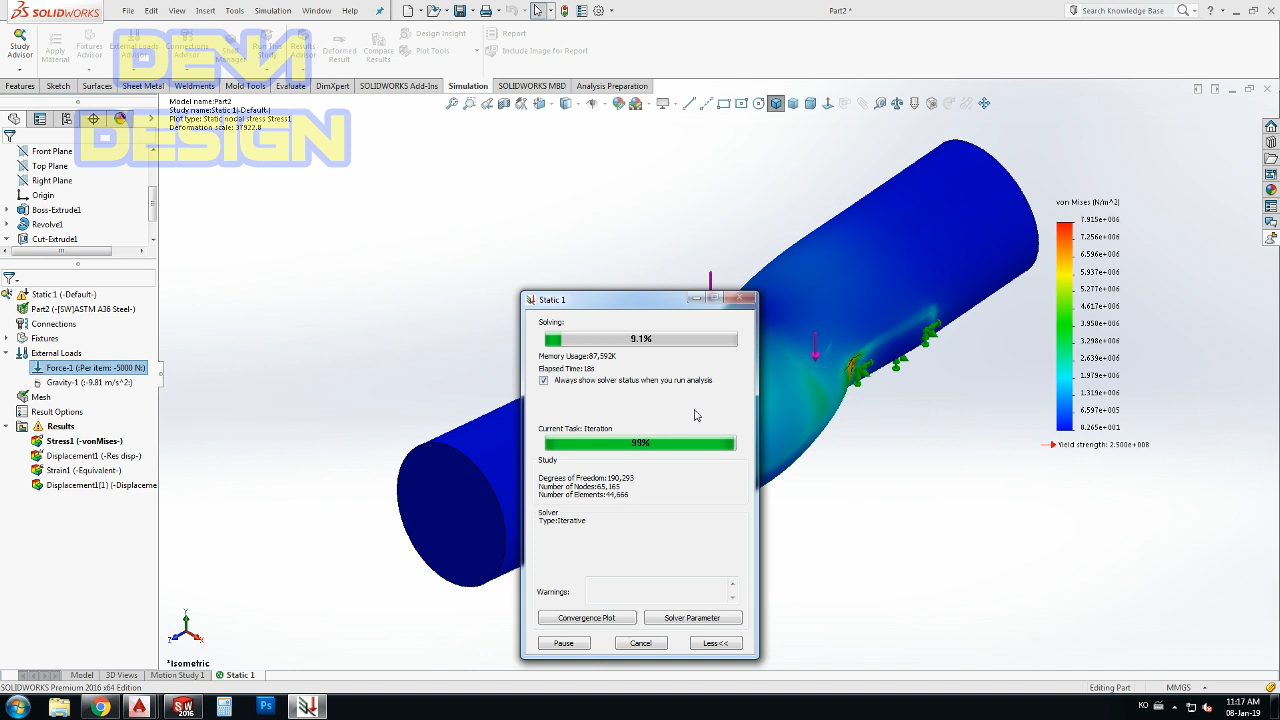 SOLIDWORKS
File
Edit
View
Insert
Tools
Simulation
Window
Help
Part2 *
Search Knowledge Base
Study
Advisor
Apply
Material
Fixtures
Advisor
External Loads
Advisor
Connections
Advisor
Shell
Manager
Run This
Study
Results
Advisor
Deformed
Result
Compare
Results
Design Insight
Plot Tools
Report
Include Image for Report
DEVI
DESIGN
Features
Sketch
Surfaces
Sheet Metal
Weldments
Mold Tools
Evaluate
DimXpert
SOLIDWORKS Add-Ins
Simulation
SOLIDWORKS MBD
Analysis Preparation
Model name:Part2
Study name:Static 1(-Default-)
Plot type: Static nodal stress Stress1
Deformation scale: 37922.8
Front Plane
Top Plane
Right Plane
Origin
Boss-Extrude1
Revolve1
Cut-Extrude1
Static 1 (-Default-)
Part2 (-[SW]ASTM A36 Steel-)
Connections
Fixtures
External Loads
Force-1 (:Per item: -5000 N:)
Gravity-1 (:-9.81 m/s^2:)
Mesh
Result Options
Results
Stress1 (-vonMises-)
Displacement1 (-Res disp-)
Strain1 (-Equivalent-)
Displacement1{1} (-Displaceme
von Mises (N/m^2)
7.915e+006
7.256e+006
6.596e+006
5.937e+006
5.277e+006
4.617e+006
3.958e+006
3.298e+006
2.639e+006
1.979e+006
1.319e+006
6.597e+005
8.265e+001
Yield strength: 2.500e+008
Static 1
Solving:
9.1%
Memory Usage:87,592K
Elapsed Time:18s
Always show solver status when you run analysis
Current Task: Iteration
99%
Study
Degrees of Freedom:190,293
Number of Nodes:65,165
Number of Elements:44,666
Solver
Type:Iterative
Warnings:
Convergence Plot
Solver Parameter
Pause
Cancel
Less<<
Y
Z
X
*Isometric
Model
3D Views
Motion Study 1
Static 1
SOLIDWORKS Premium 2016 x64 Edition
Editing Part
MMGS
SW
2016
Ps
KO
11:17 AM
08-Jan-19